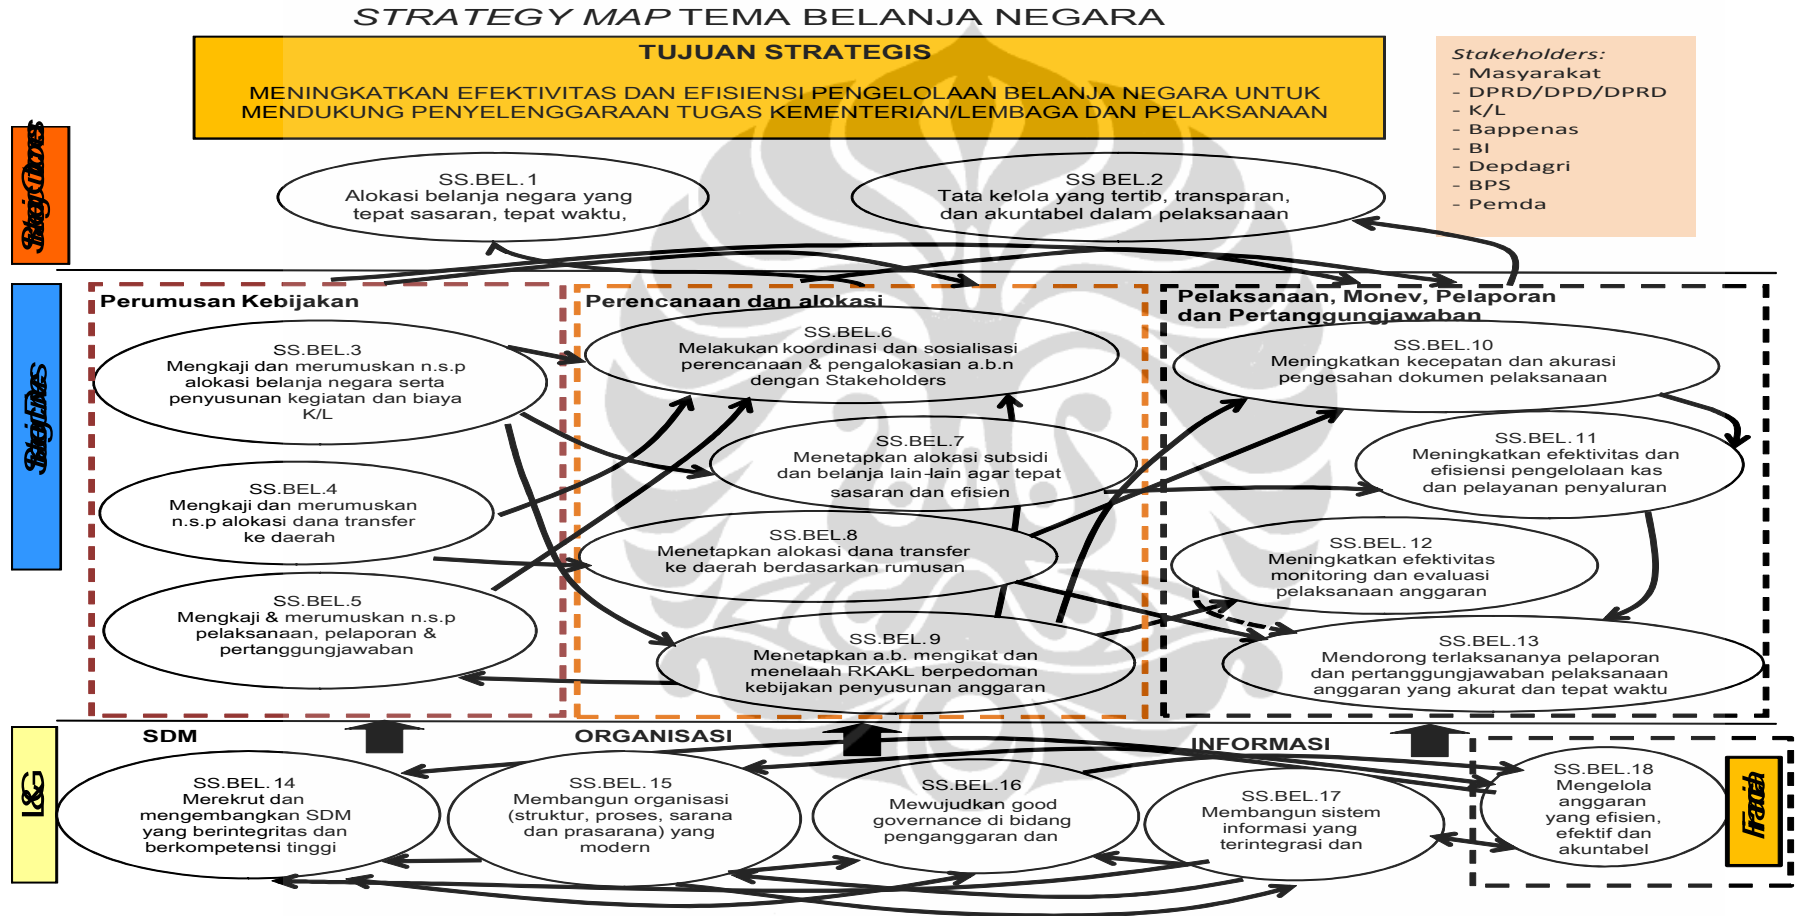 STRATEGY MAP TEMA BELANJA NEGARA
TUJUAN STRATEGIS
MENINGKATKAN EFEKTIVITAS DAN EFISIENSI PENGELOLAAN BELANJA NEGARA UNTUK
MENDUKUNG PENYELENGGARAAN TUGAS KEMENTERIAN/LEMBAGA DAN PELAKSANAAN
Stakeholders:
- Masyarakat
- DPRD/DPD/DPRD
- K/L
- Bappenas
- BI
- Depdagri
- BPS
- Pemda
SS.BEL.1
Alokasi belanja negara yang
tepat sasaran, tepat waktu,
SS BEL.2
Tata kelola yang tertib, transparan,
dan akuntabel dalam pelaksanaan
Perumusan Kebijakan
SS.BEL.3
Mengkaji dan merumuskan n.s.p
alokasi belanja negara serta
penyusunan kegiatan dan biaya
K/L
SS.BEL.4
Mengkaji dan merumuskan
n.s.p alokasi dana transfer
ke daerah
SS.BEL.5
Mengkaji & merumuskan n.s.p
pelaksanaan, pelaporan &
pertanggungjawaban
Perencanaan dan alokasi
SS.BEL.6
Melakukan koordinasi dan sosialisasi
perencanaan & pengalokasian a.b.n
dengan Stakeholders
SS.BEL.7
Menetapkan alokasi subsidi
dan belanja lain-lain agar tepat
sasaran dan efisien
SS.BEL.8
Menetapkan alokasi dana transfer
ke daerah berdasarkan rumusan
SS.BEL.9
Menetapkan a.b. mengikat dan
menelaah RKAKL berpedoman
kebijakan penyusunan anggaran
Pelaksanaan, Monev, Pelaporan
dan Pertanggungjawaban
SS.BEL.10
Meningkatkan kecepatan dan akurasi
pengesahan dokumen pelaksanaan
SS.BEL.11
Meningkatkan efektivitas dan
efisiensi pengelolaan kas
dan pelayanan penyaluran
SS.BEL.12
Meningkatkan efektivitas
monitoring dan evaluasi
pelaksanaan anggaran
SS.BEL.13
Mendorong terlaksananya pelaporan
dan pertanggungjawaban pelaksanaan
anggaran yang akurat dan tepat waktu
L&G
SDM
ORGANISASI
INFORMASI
SS.BEL.14
Merekrut dan
mengembangkan SDM
yang berintegritas dan
berkompetensi tinggi
SS.BEL.15
Membangun organisasi
(struktur, proses, sarana
dan prasarana) yang
modern
SS.BEL.16
Mewujudkan good
governance di bidang
penganggaran dan
SS.BEL.17
Membangun sistem
informasi yang
terintegrasi dan
SS.BEL.18
Mengelola
anggaran
yang efisien,
efektif dan
akuntabel